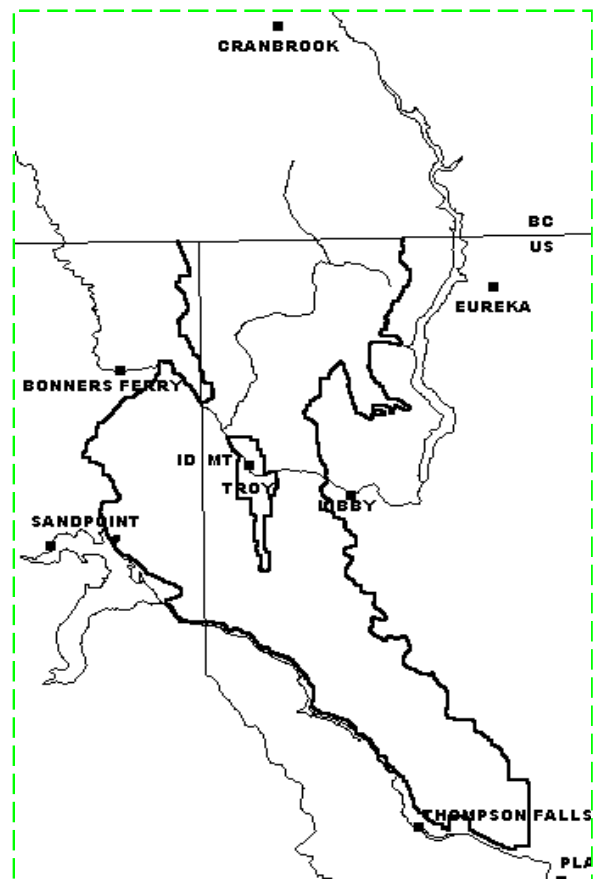 CRANBROOK
BC
US
EUREKA
BONNERS FERRY
ID MT
TROY
LIBBY
SANDPOINT
THOMPSON FALLS
PLA